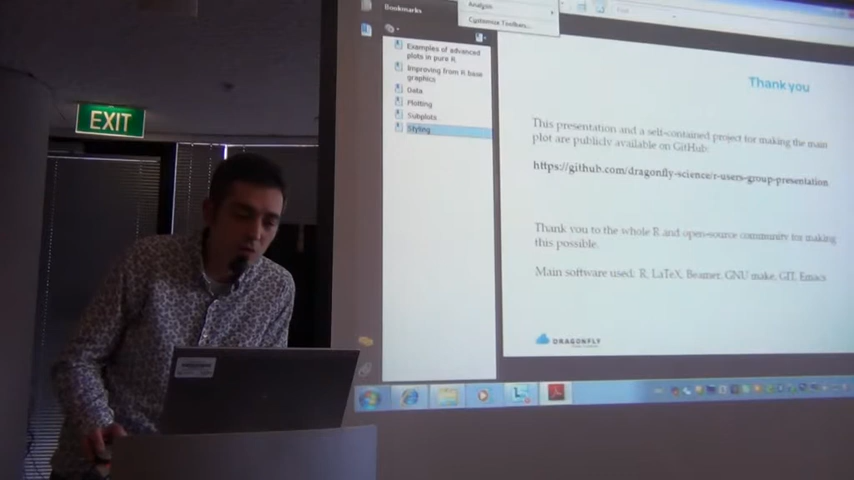 EXIT
Bookmarks
Analysis
Customise Toolbars...
Examples of advanced
plots in pure R
Improving from R base
graphics
Data
Plotting
Subplots
Styling
Thank you
This presentation and a self-contained project for making the main
plot are publicly available on GitHub:
https://github.com/dragonfly-science/r-users-group-presentation
Thank you to the whole R and open-source community for making
this possible.
Main software used: R, LaTeX, Beamer, GNU make, GIT, Emacs
DRAGONFLY